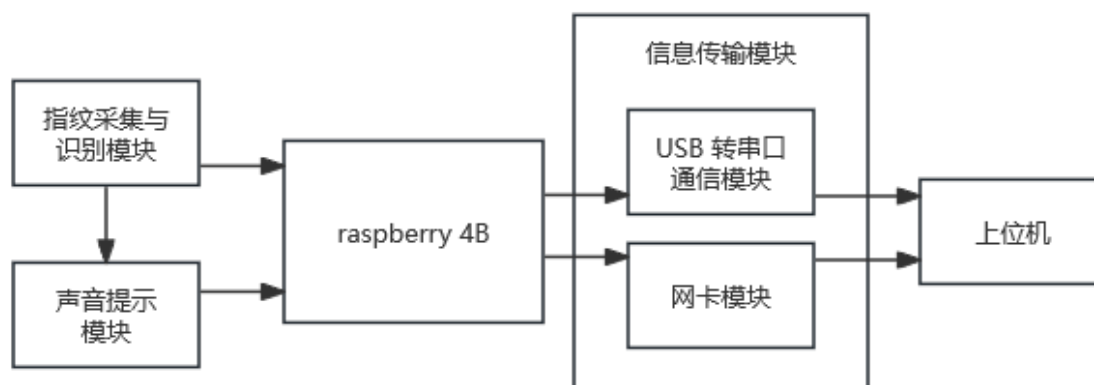 指纹采集与
识别模块
声音提示
模块
raspberry 4B
信息传输模块
USB 转串口
通信模块
网卡模块
上位机